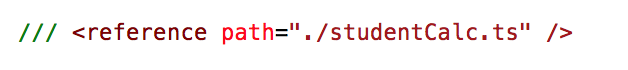 /// <reference path="./studentCalc.ts" />